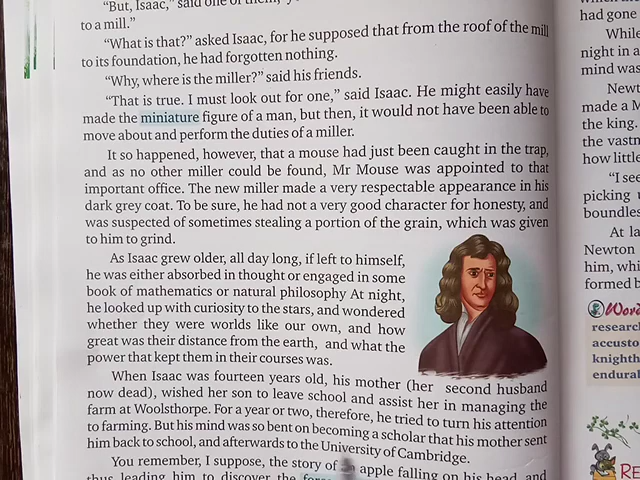 "But, Isaac," said one of them,
to a mill."
"What is that?" asked Isaac, for he supposed that from the roof of the mill
to its foundation, he had forgotten nothing.
"Why, where is the miller?" said his friends.
"That is true. I must look out for one," said Isaac. He might easily have
made the miniature figure of a man, but then, it would not have been able to
move about and perform the duties of a miller.
It so happened, however, that a mouse had just been caught in the trap,
and as no other miller could be found, Mr Mouse was appointed to that
important office. The new miller made a very respectable appearance in his
dark grey coat. To be sure, he had not a very good character for honesty, and
was suspected of sometimes stealing a portion of the grain, which was given
to him to grind.
As Isaac grew older, all day long, if left to himself,
he was either absorbed in thought or engaged in some
book of mathematics or natural philosophy At night,
he looked up with curiosity to the stars, and wondered
whether they were worlds like our own, and how
great was their distance from the earth, and what the
power that kept them in their courses was.
When Isaac was fourteen years old, his mother (her second husband
now dead), wished her son to leave school and assist her in managing the
farm at Woolsthorpe. For a year or two, therefore, he tried to turn his attention
to farming. But his mind was so bent on becoming a scholar that his mother sent
him back to school, and afterwards to the University of Cambridge.
You remember, I suppose, the story of an apple falling on his head, and
thus leading him to discover the
had gone
While
night in a
mind was
Newt
made a M
the king.
the vastn
how little
"I see
picking u
boundles
At la
Newton
him, whi
formed b
Word
research
accusto
knighth
endural
RE